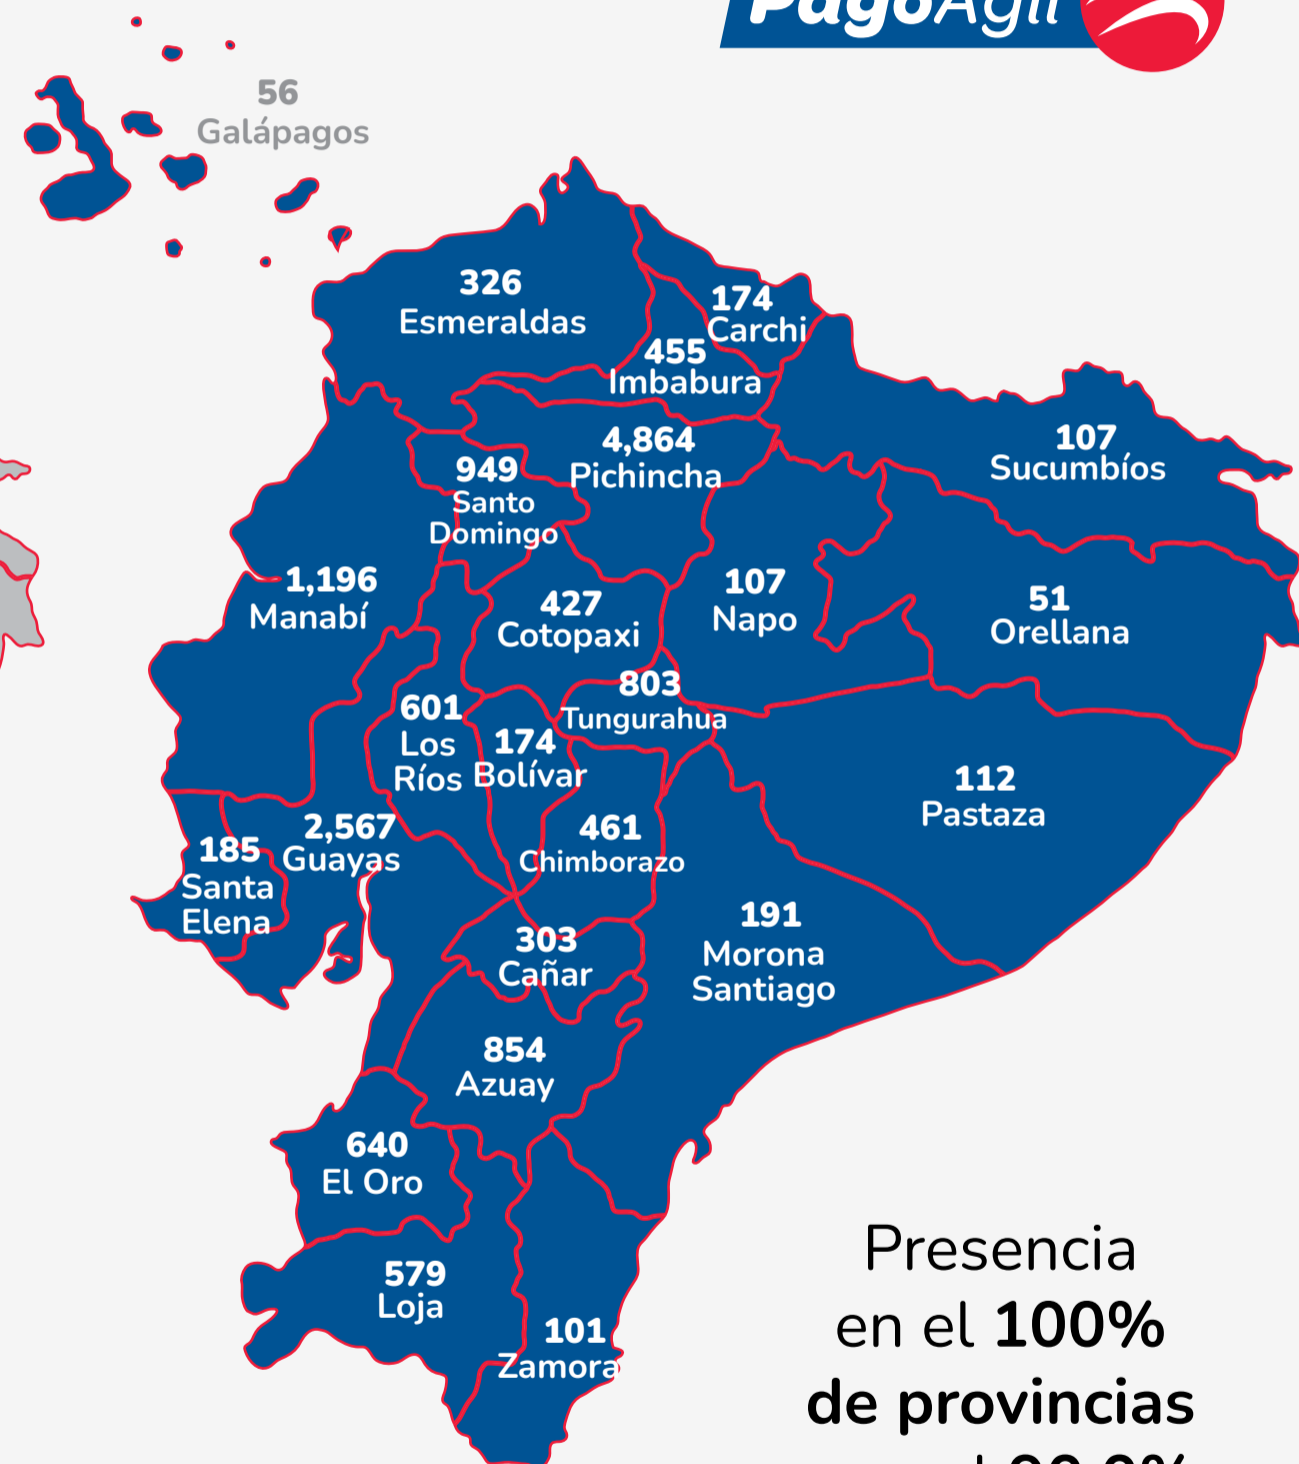 PagoÁgil
56
Galápagos
326
Esmeraldas
174
Carchi
455
Imbabura
4,864
Pichincha
107
Sucumbíos
949
Santo
Domingo
1,196
Manabí
427
Cotopaxi
107
Napo
51
Orellana
803
Tungurahua
601
Los
Ríos
174
Bolívar
112
Pastaza
2,567
Guayas
461
Chimborazo
185
Santa
Elena
191
Morona
Santiago
303
Cañar
854
Azuay
640
El Oro
579
Loja
101
Zamora
Presencia
en el 100%
de provincias